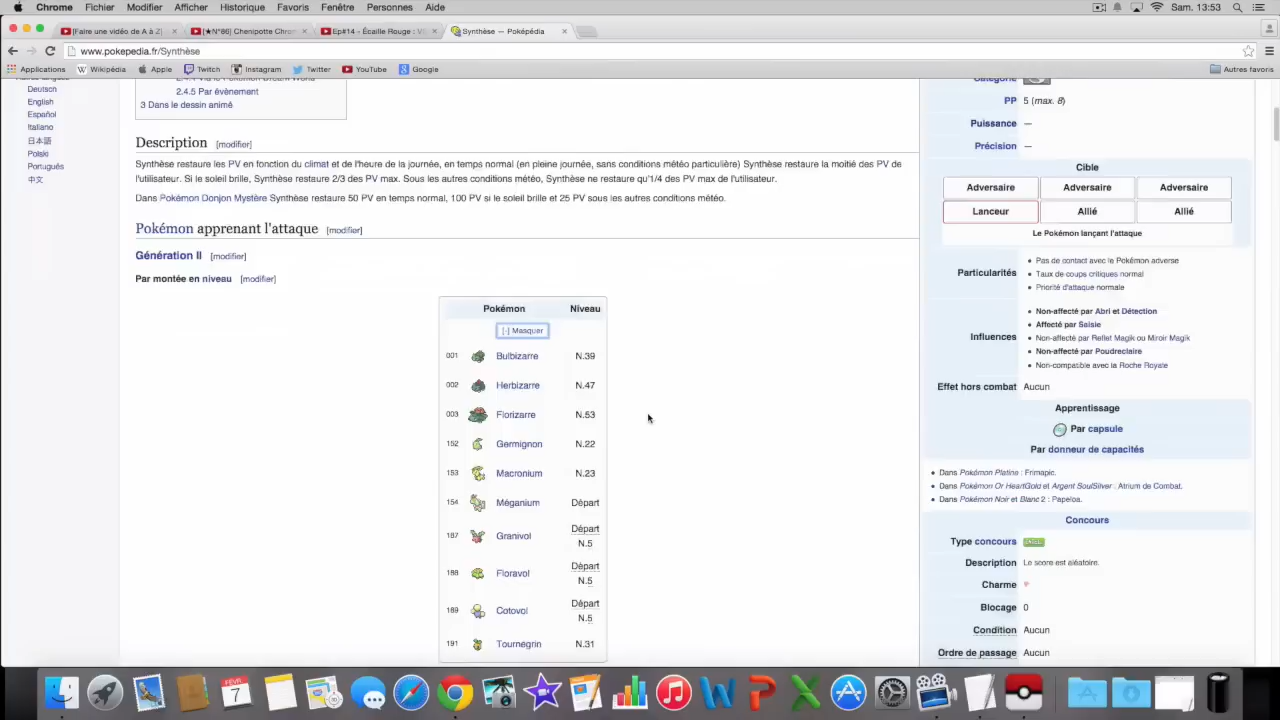 Chrome Fichier Modifier Afficher Historique Favoris Fenêtre Personnes Aide Sam. 13:53
[Faire une vidéo de A à Z] [★N°86] Chenipotte Chro Ep#14 - Écaille Rouge : V Synthèse — Poképédia
www.pokepedia.fr/Synthèse
Applications Wikipédia Apple Twitch Instagram Twitter YouTube Google Autres favoris
Deutsch
English
Español
Italiano
日本語
Polski
Português
中文
2.4.5 Par évènement
3 Dans le dessin animé
Description [modifier]
Synthèse restaure les PV en fonction du climat et de l'heure de la journée, en temps normal (en pleine journée, sans conditions météo particulière) Synthèse restaure la moitié des PV de
l'utilisateur. Si le soleil brille, Synthèse restaure 2/3 des PV max. Sous les autres conditions météo, Synthèse ne restaure qu'1/4 des PV max de l'utilisateur.
Dans Pokémon Donjon Mystère Synthèse restaure 50 PV en temps normal, 100 PV si le soleil brille et 25 PV sous les autres conditions météo.
Pokémon apprenant l'attaque [modifier]
Génération II [modifier]
Par montée en niveau [modifier]
Pokémon Niveau
[-] Masquer
001 Bulbizarre N.39
002 Herbizarre N.47
003 Florizarre N.53
152 Germignon N.22
153 Macronium N.23
154 Méganium Départ
187 Granivol Départ N.5
188 Floravol Départ N.5
189 Cotovol Départ N.5
191 Tournegrin N.31
Catégorie
PP 5 (max. 8)
Puissance —
Précision —
Cible
Adversaire Adversaire Adversaire
Lanceur Allié Allié
Le Pokémon lançant l'attaque
Particularités
Pas de contact avec le Pokémon adverse
Taux de coups critiques normal
Priorité d'attaque normale
Influences
Non-affecté par Abri et Détection
Affecté par Saisie
Non-affecté par Reflet Magik ou Miroir Magik
Non-affecté par Poudreclaire
Non-compatible avec la Roche Royale
Effet hors combat Aucun
Apprentissage
Par capsule
Par donneur de capacités
Dans Pokémon Platine : Frimapic.
Dans Pokémon Or HeartGold et Argent SoulSilver : Atrium de Combat.
Dans Pokémon Noir et Blanc 2 : Papeloa.
Concours
Type concours
Description Le score est aléatoire.
Charme ♥
Blocage 0
Condition Aucun
Ordre de passage Aucun
FÉVR
7